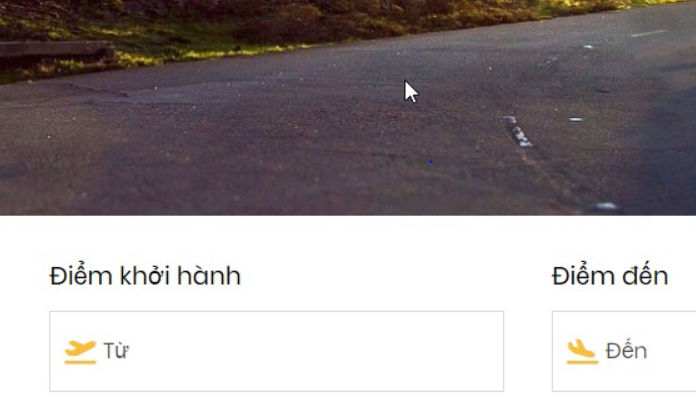 Điểm khởi hành
Điểm đến
Từ
Đến